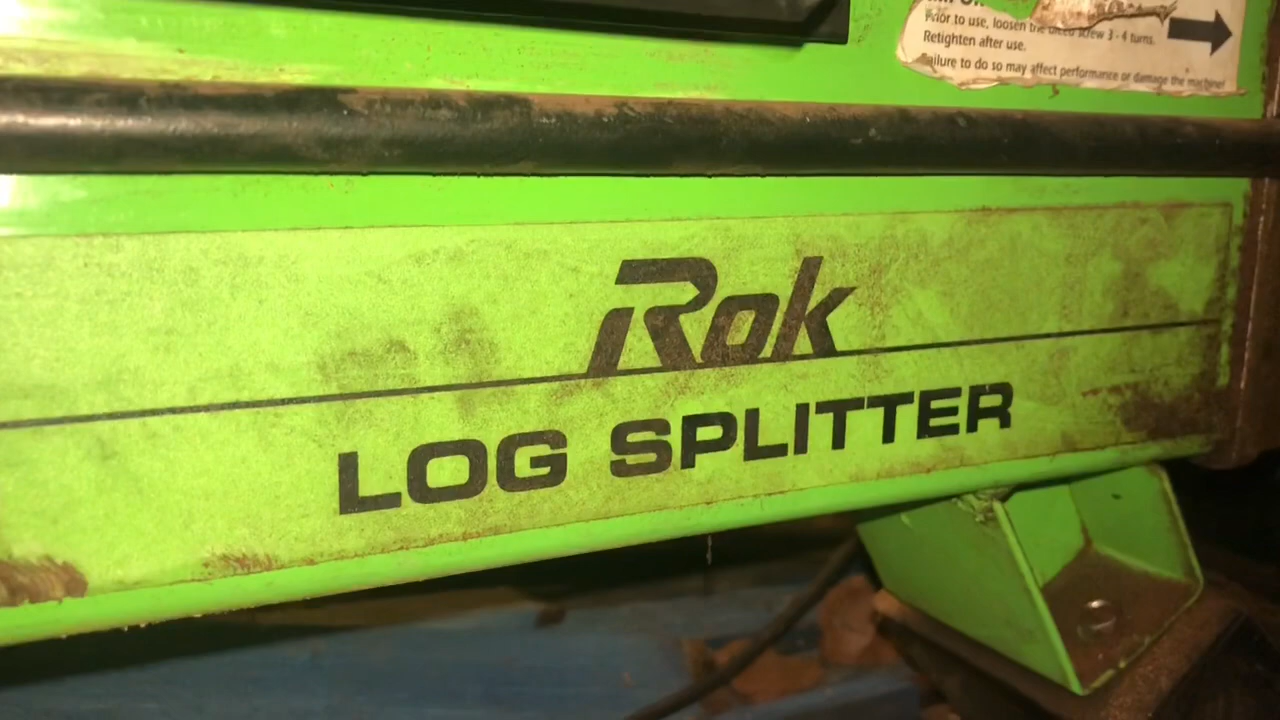 Prior to use, loosen the bleed screw 3 - 4 turns.
Retighten after use.
Failure to do so may affect performance or damage the machine!
Rok
LOG SPLITTER